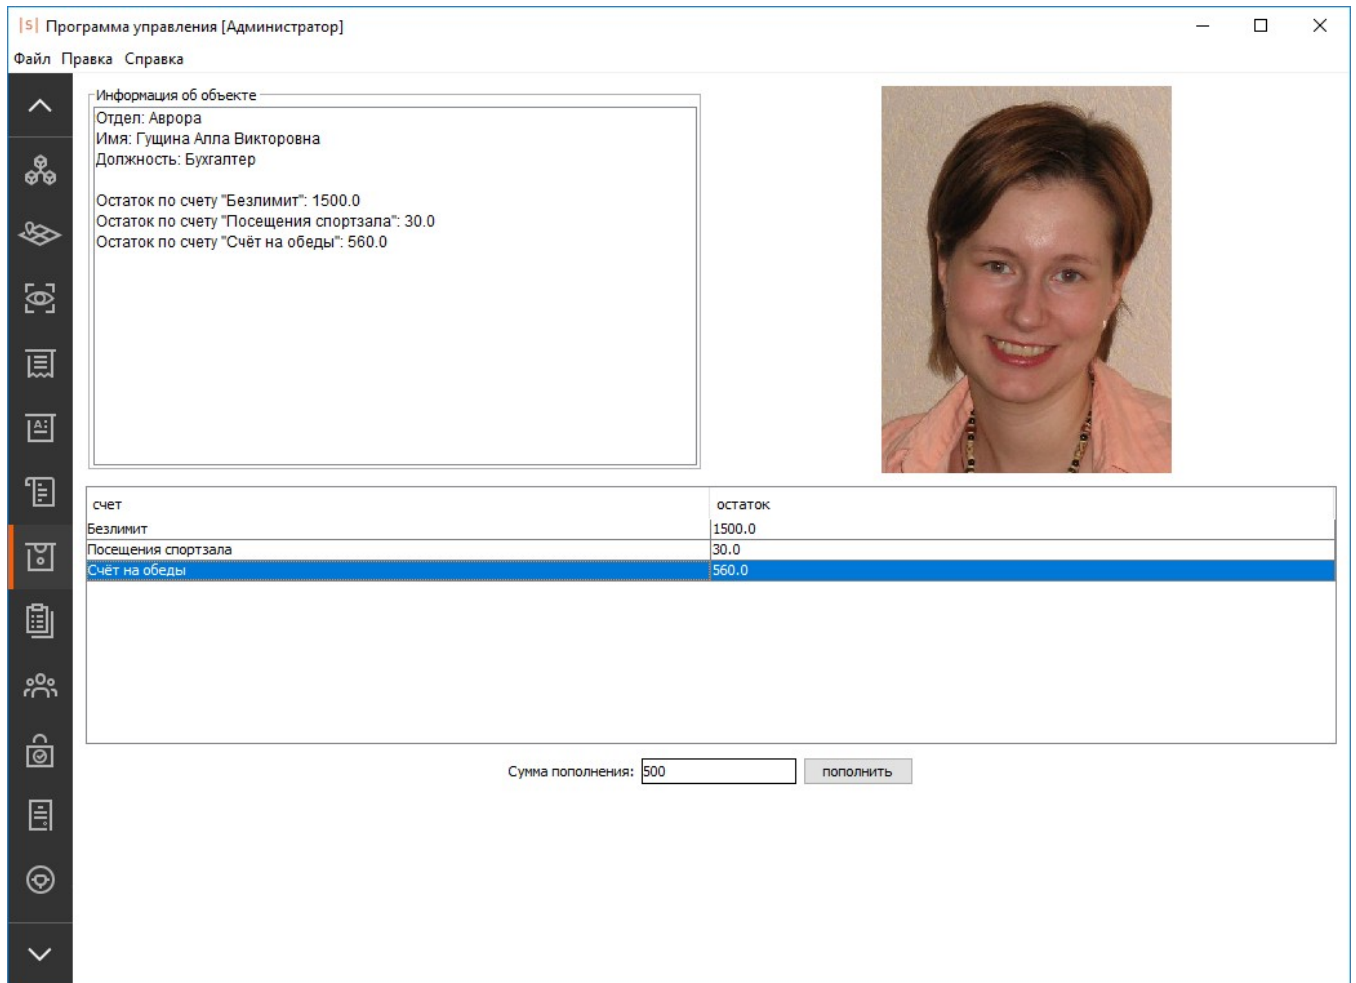 |S| Программа управления [Администратор]
Файл Правка Справка
Информация об объекте
Отдел: Аврора
Имя: Гущина Алла Викторовна
Должность: Бухгалтер
Остаток по счету "Безлимит": 1500.0
Остаток по счету "Посещения спортзала": 30.0
Остаток по счету "Счёт на обеды": 560.0
счет остаток
Безлимит 1500.0
Посещения спортзала 30.0
Счёт на обеды 560.0
Сумма пополнения: 500 пополнить